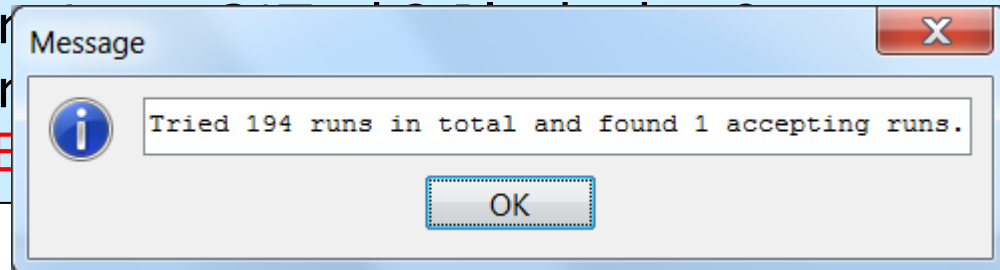 Message
Tried 194 runs in total and found 1 accepting runs.
OK